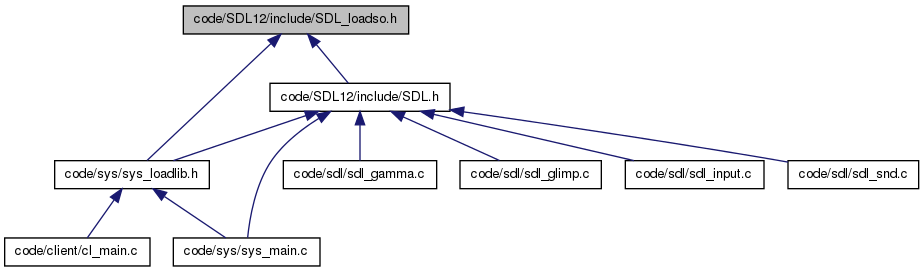 code/SDL12/include/SDL_loadso.h
code/SDL12/include/SDL.h
code/sys/sys_loadlib.h
code/sdl/sdl_gamma.c
code/sdl/sdl_glimp.c
code/sdl/sdl_input.c
code/sdl/sdl_snd.c
code/client/cl_main.c
code/sys/sys_main.c